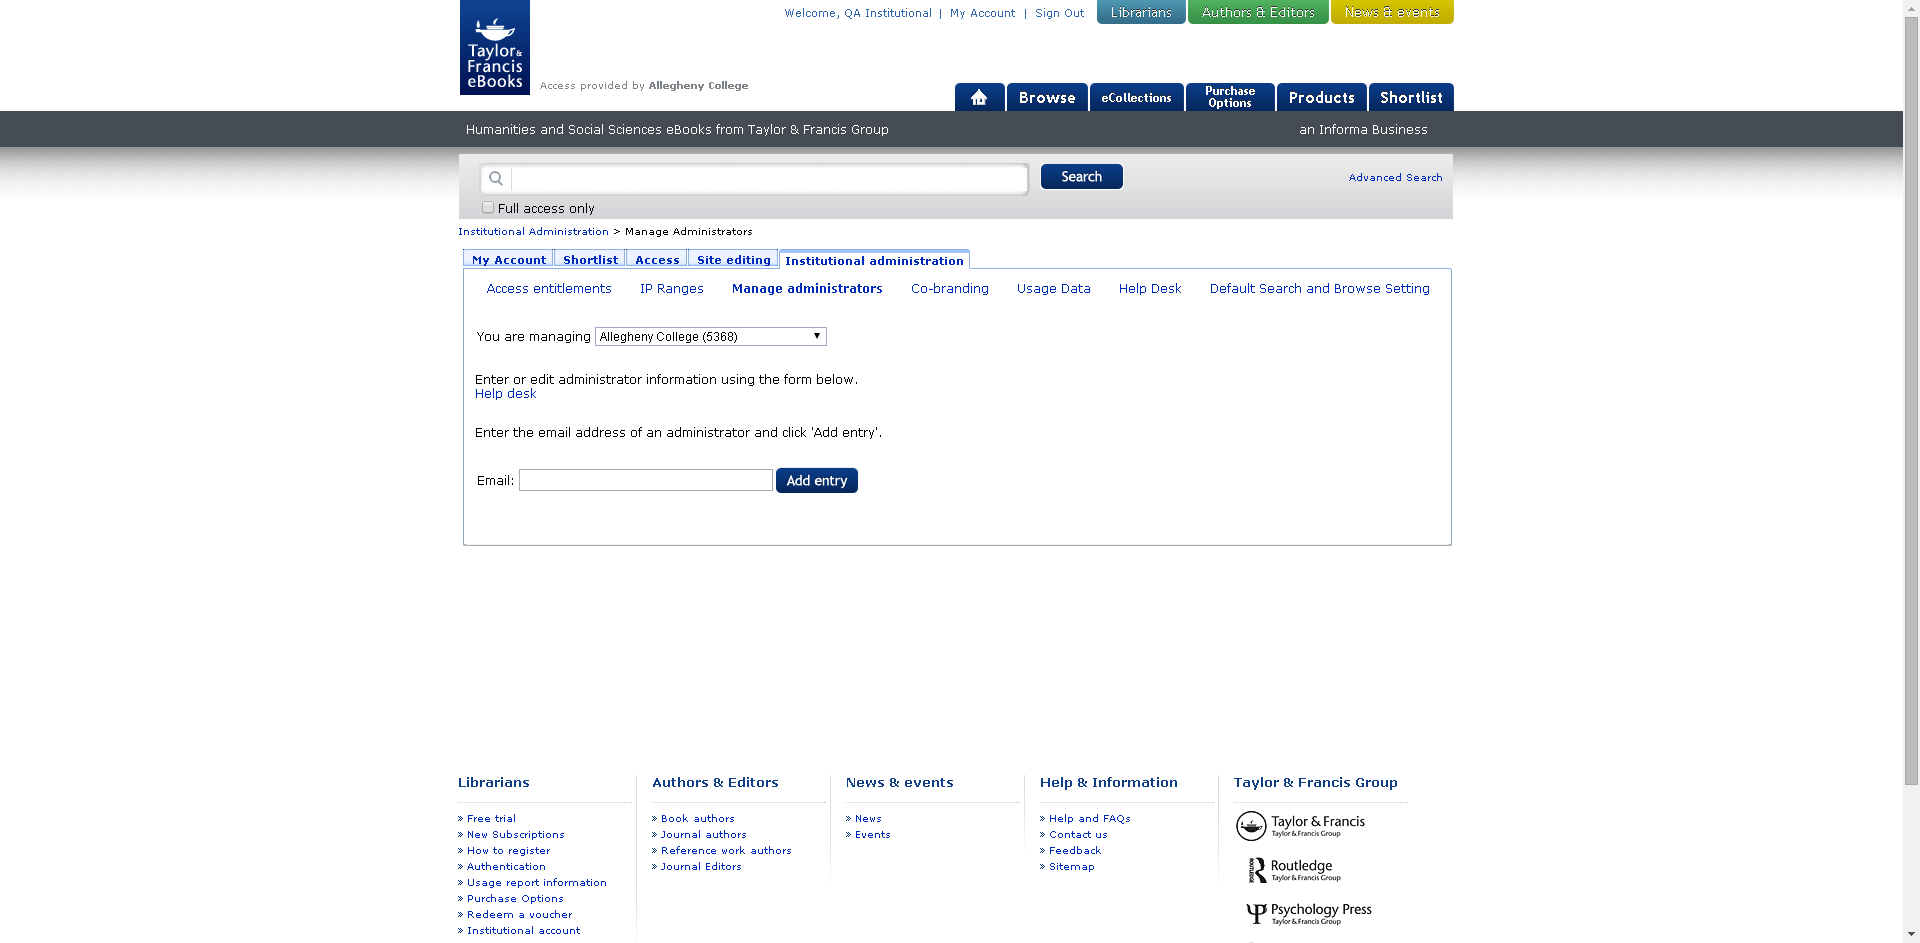 Taylor &
Francis
eBooks
Welcome, QA Institutional | My Account | Sign Out
Librarians
Authors & Editors
News & events
Access provided by Allegheny College
Browse
eCollections
Purchase
Options
Products
Shortlist
Humanities and Social Sciences eBooks from Taylor & Francis Group
an Informa Business
Search
Advanced Search
Full access only
Institutional Administration > Manage Administrators
My Account
Shortlist
Access
Site editing
Institutional administration
Access entitlements
IP Ranges
Manage administrators
Co-branding
Usage Data
Help Desk
Default Search and Browse Setting
You are managing Allegheny College (5368)
Enter or edit administrator information using the form below.
Help desk
Enter the email address of an administrator and click 'Add entry'.
Email:
Add entry
Librarians
» Free trial
» New Subscriptions
» How to register
» Authentication
» Usage report information
» Purchase Options
» Redeem a voucher
» Institutional account
Authors & Editors
» Book authors
» Journal authors
» Reference work authors
» Journal Editors
News & events
» News
» Events
Help & Information
» Help and FAQs
» Contact us
» Feedback
» Sitemap
Taylor & Francis Group
Taylor & Francis
Taylor & Francis Group
ROUTLEDGE
Routledge
Taylor & Francis Group
Psychology Press
Taylor & Francis Group